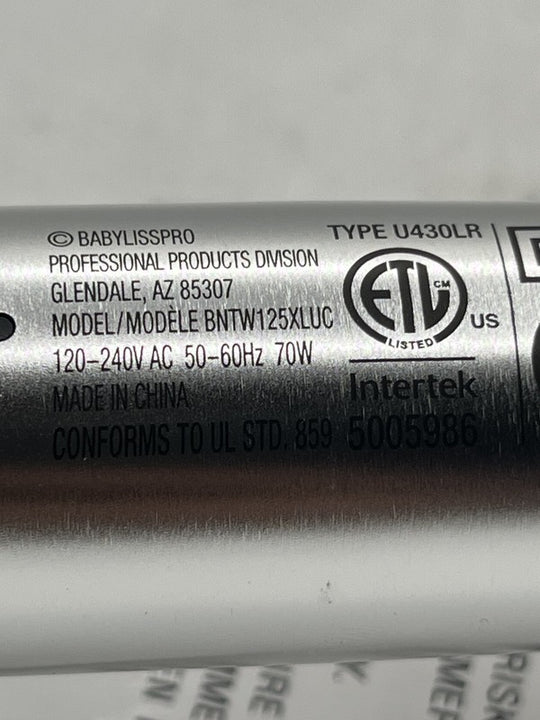 © BABYLISSPRO
PROFESSIONAL PRODUCTS DIVISION
GLENDALE, AZ 85307
MODEL/MODÈLE BNTW125XLUC
120-240V AC 50-60Hz 70W
MADE IN CHINA
CONFORMS TO UL STD. 859
TYPE U430LR
ETL CM
LISTED
US
Intertek
5005986